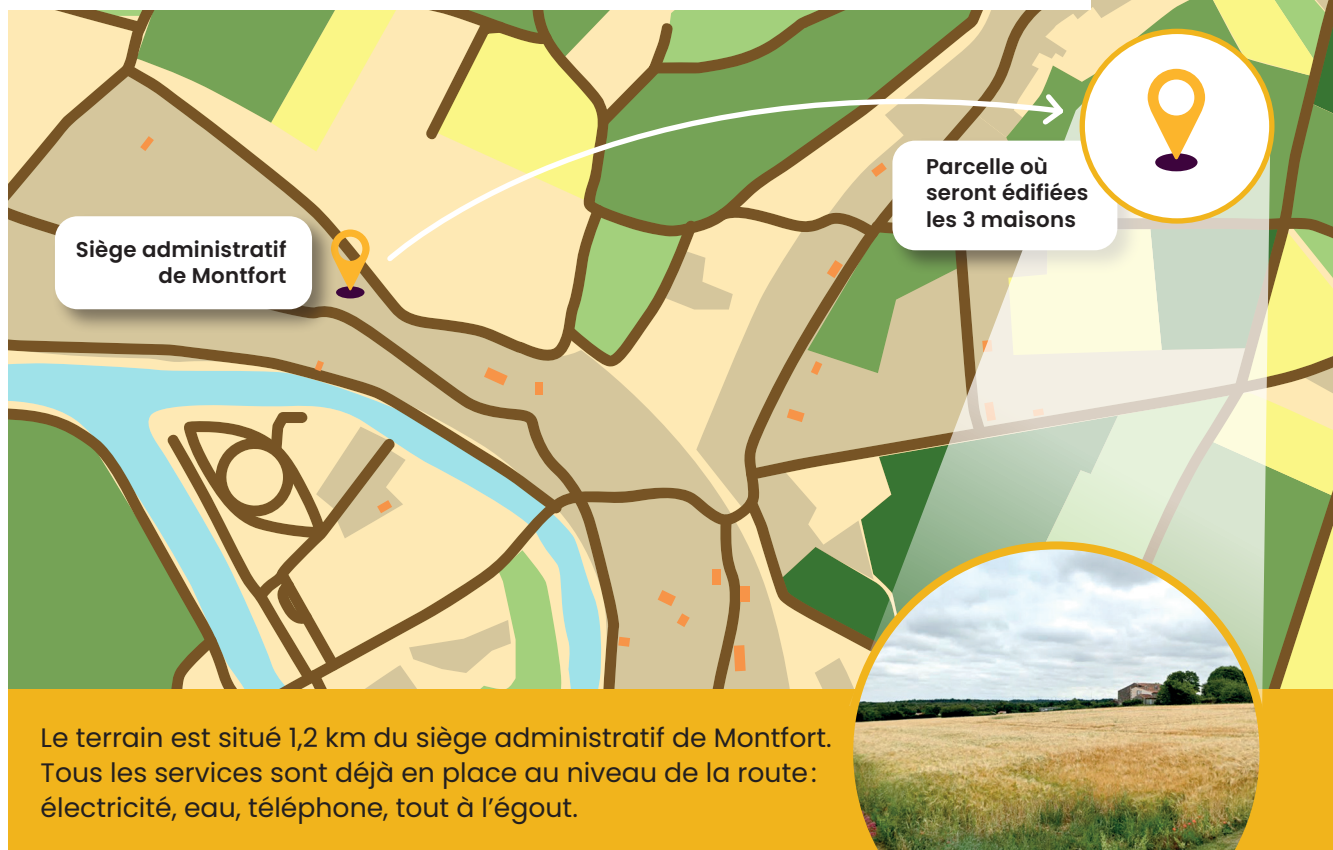 Siège administratif
de Montfort
Parcelle où
seront édifiées
les 3 maisons
Le terrain est situé 1,2 km du siège administratif de Montfort.
Tous les services sont déjà en place au niveau de la route :
électricité, eau, téléphone, tout à l'égout.